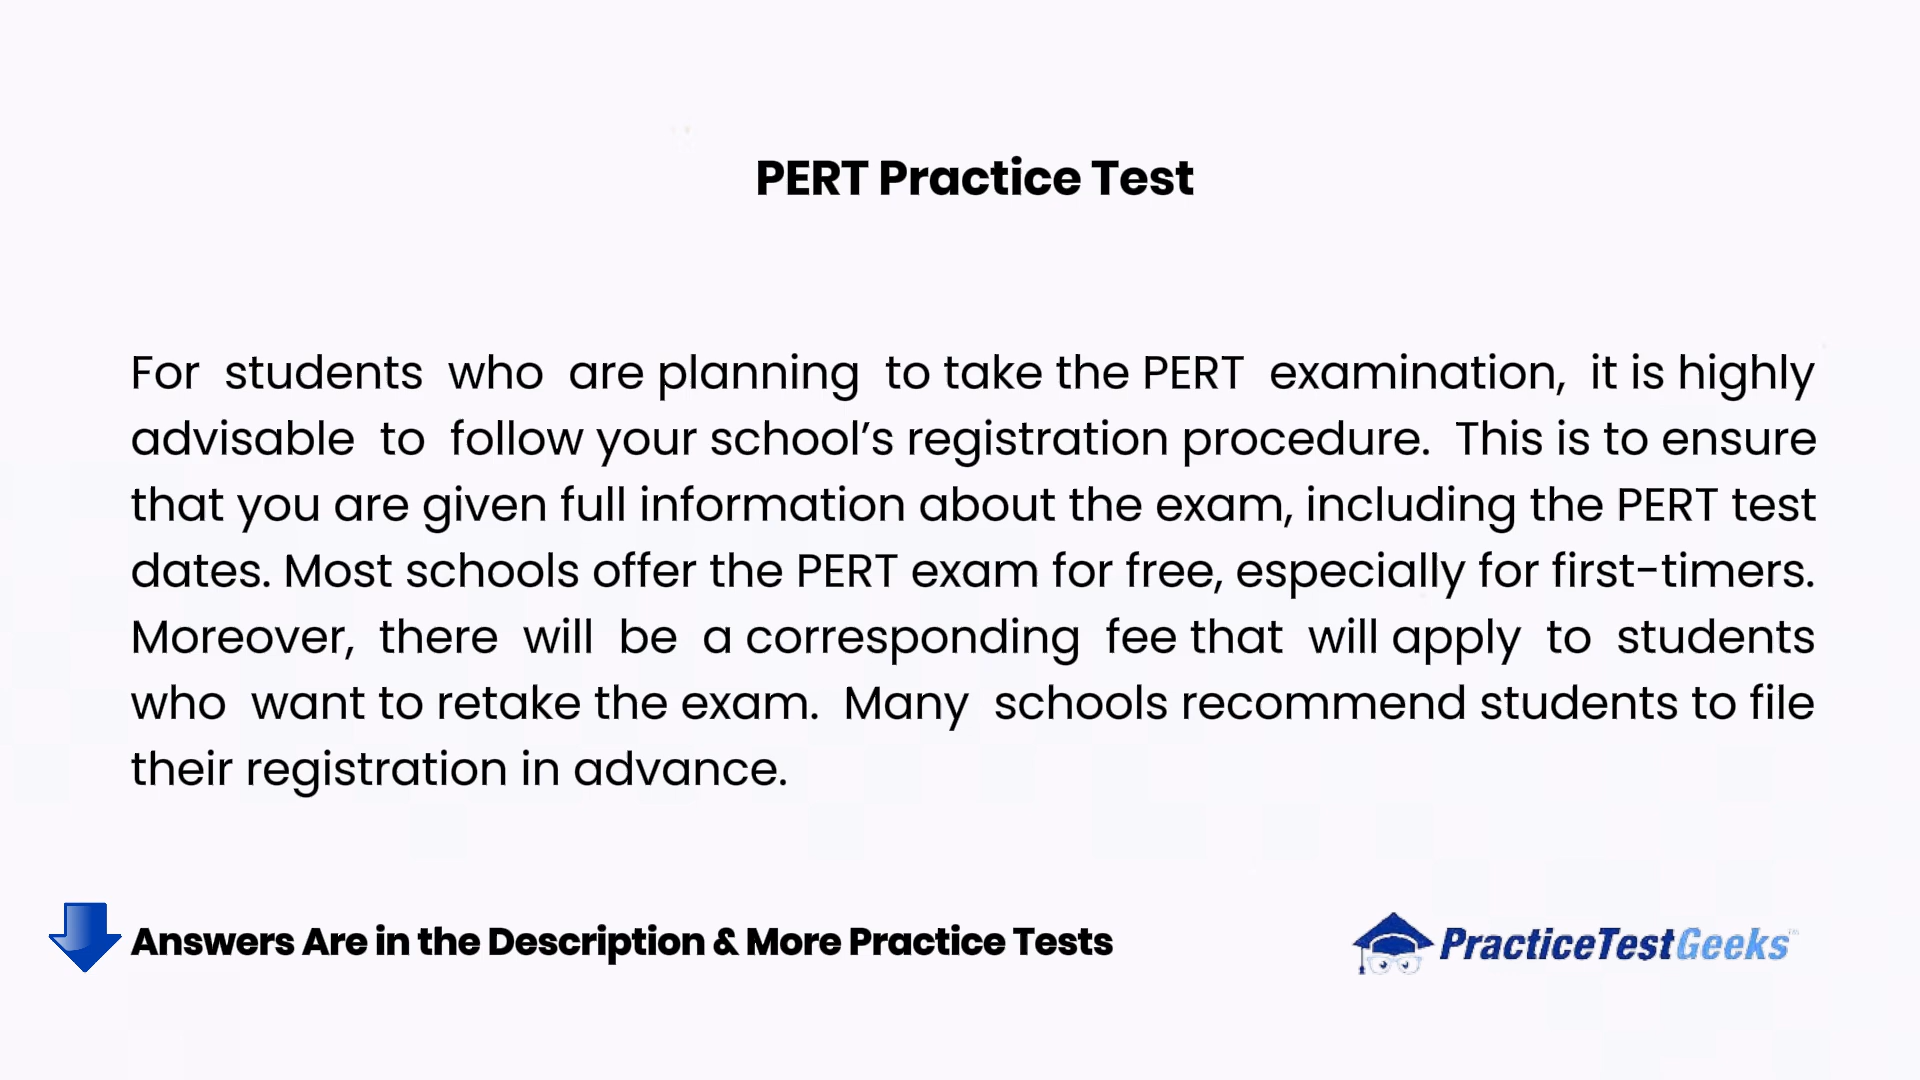 PERT Practice Test
For students who are planning to take the PERT examination, it is highly
advisable to follow your school’s registration procedure. This is to ensure
that you are given full information about the exam, including the PERT test
dates. Most schools offer the PERT exam for free, especially for first-timers.
Moreover, there will be a corresponding fee that will apply to students
who want to retake the exam. Many schools recommend students to file
their registration in advance.
Answers Are in the Description & More Practice Tests
PracticeTestGeeks™